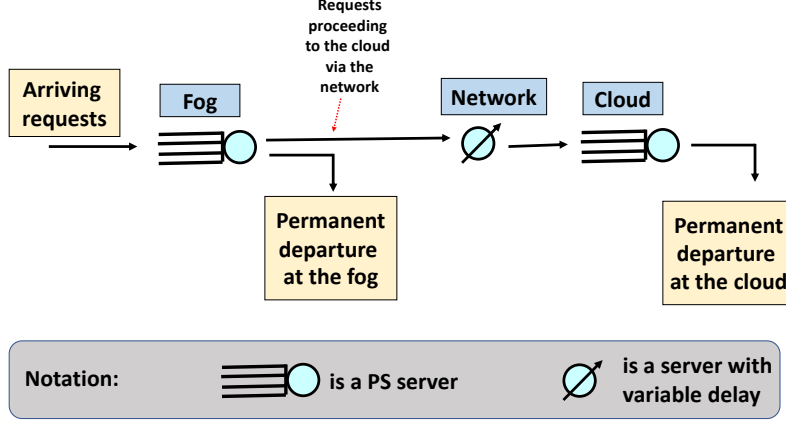 Requests
proceeding
to the cloud
via the
network
Arriving
requests
Fog
Network
Cloud
Permanent
departure
at the fog
Permanent
departure
at the cloud
Notation:
is a PS server
is a server with
variable delay